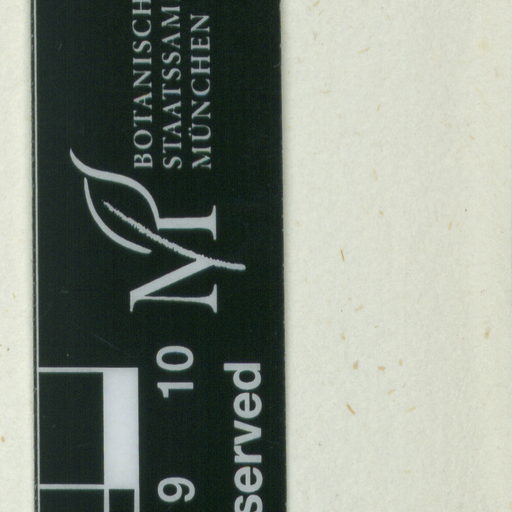 BOTANISCH
STAATSSAM
MÜNCHEN
M
9 10
served